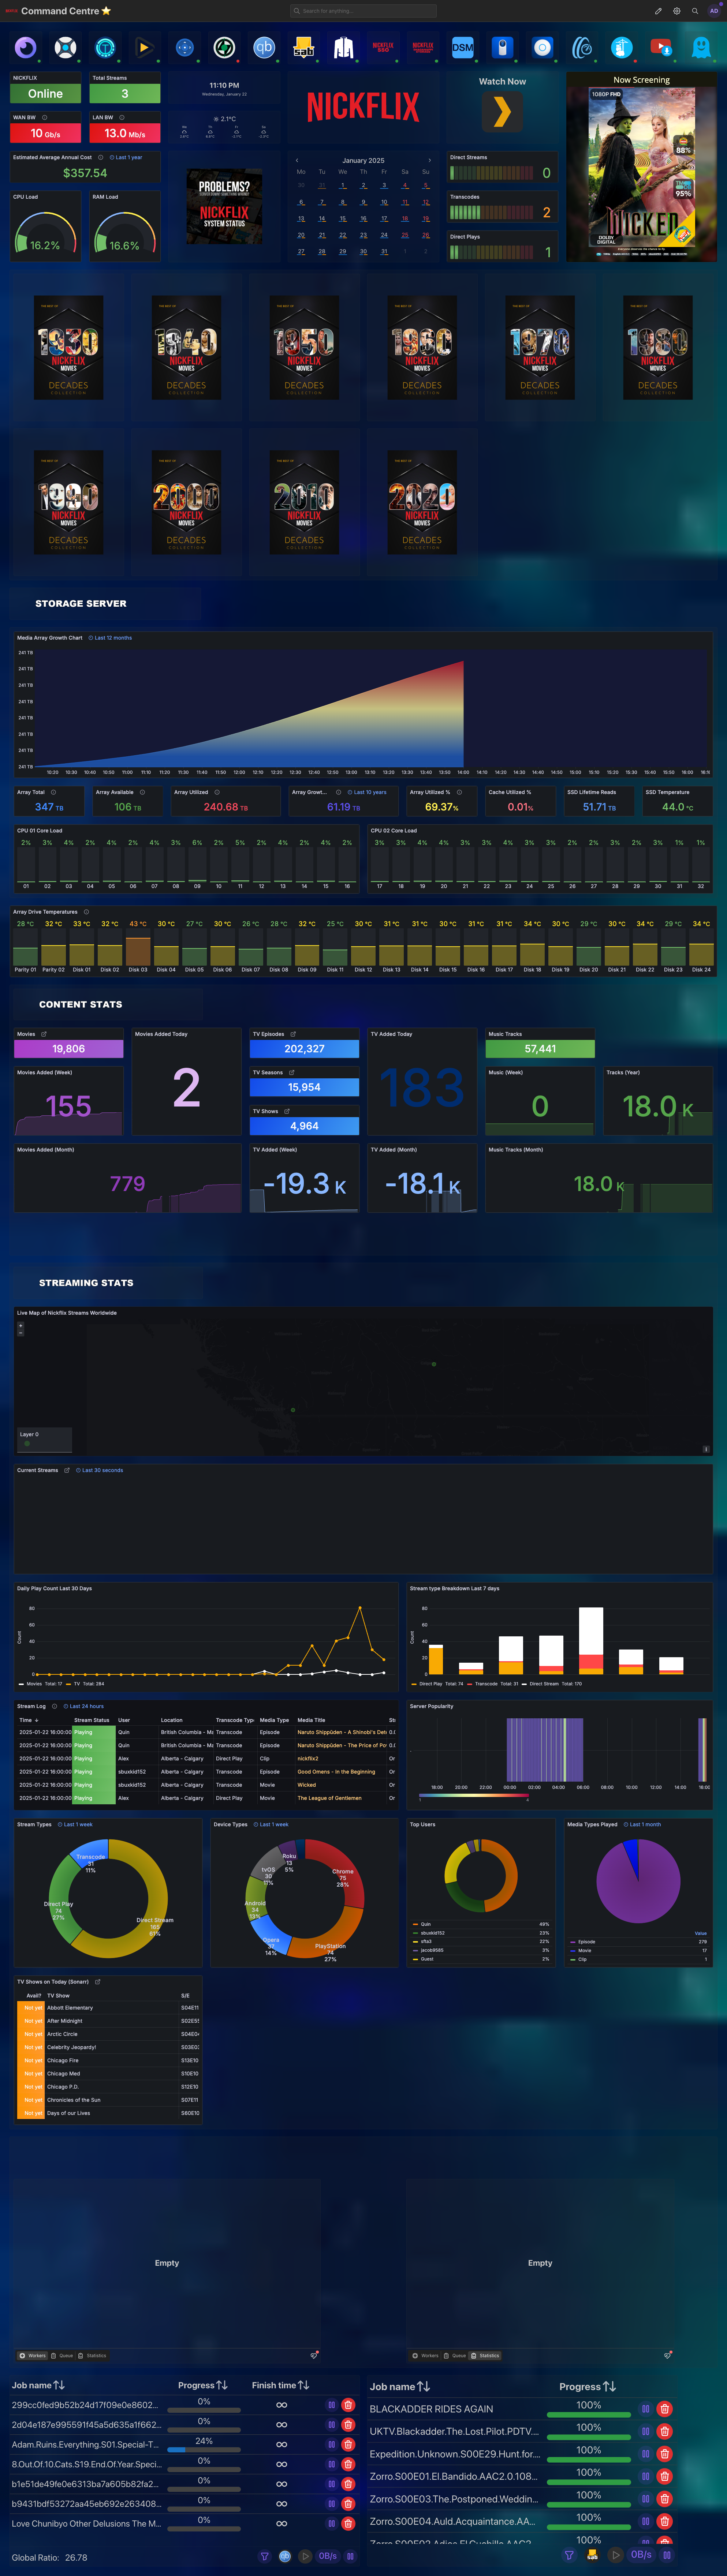 Command Centre
Search for anything...
AD
NICKFLIX
Online
Total Streams
3
WAN BW
10 Gb/s
LAN BW
13.0 Mb/s
Estimated Average Annual Cost
Last 1 year
$357.54
CPU Load
16.2%
RAM Load
16.6%
11:10 PM
Wednesday, January 22
2.1°C
PROBLEMS?
NICKFLIX
SYSTEM STATUS
NICKFLIX
January 2025
Mo Tu We Th Fr Sa Su
30 31 1 2 3 4 5
6 7 8 9 10 11 12
13 14 15 16 17 18 19
20 21 22 23 24 25 26
27 28 29 30 31 1 2
Watch Now
Direct Streams
0
Transcodes
2
Direct Plays
1
Now Screening
1080P FHD
88%
95%
WICKED
DOLBY
DIGITAL
THE BEST OF
1930
NICKFLIX
MOVIES
DECADES
COLLECTION
THE BEST OF
1940
NICKFLIX
MOVIES
DECADES
COLLECTION
THE BEST OF
1950
NICKFLIX
MOVIES
DECADES
COLLECTION
THE BEST OF
1960
NICKFLIX
MOVIES
DECADES
COLLECTION
THE BEST OF
1970
NICKFLIX
MOVIES
DECADES
COLLECTION
THE BEST OF
1980
NICKFLIX
MOVIES
DECADES
COLLECTION
THE BEST OF
1990
NICKFLIX
MOVIES
DECADES
COLLECTION
THE BEST OF
2000
NICKFLIX
MOVIES
DECADES
COLLECTION
THE BEST OF
2010
NICKFLIX
MOVIES
DECADES
COLLECTION
THE BEST OF
2020
NICKFLIX
MOVIES
DECADES
COLLECTION
STORAGE SERVER
Media Array Growth Chart
Last 12 months
241 TB
241 TB
241 TB
241 TB
241 TB
241 TB
241 TB
241 TB
10:20 10:30 10:40 10:50 11:00 11:10 11:20 11:30 11:40 11:50 12:00 12:10 12:20 12:30 12:40 12:50 13:00 13:10 13:20 13:30 13:40 13:50 14:00 14:10 14:20 14:30 14:40 14:50 15:00 15:10 15:20 15:30 15:40 15:50 16:00 16:10
Array Total
347 TB
Array Available
106 TB
Array Utilized
240.68 TB
Array Growt...
Last 10 years
61.19 TB
Array Utilized %
69.37%
Cache Utilized %
0.01%
SSD Lifetime Reads
51.71 TB
SSD Temperature
44.0 °C
CPU 01 Core Load
2% 3% 4% 2% 4% 2% 4% 3% 6% 2% 5% 2% 4% 2% 4% 2%
01 02 03 04 05 06 07 08 09 10 11 12 13 14 15 16
CPU 02 Core Load
3% 3% 4% 4% 3% 3% 4% 3% 3% 2% 2% 3% 2% 3% 1% 1%
17 18 19 20 21 22 23 24 25 26 27 28 29 30 31 32
Array Drive Temperatures
28 °C 32 °C 33 °C 32 °C 43 °C 30 °C 27 °C 30 °C 26 °C 28 °C 32 °C 25 °C 30 °C 31 °C 31 °C 30 °C 31 °C 31 °C 34 °C 30 °C 29 °C 30 °C 34 °C 29 °C 34 °C
Parity 01 Parity 02 Disk 01 Disk 02 Disk 03 Disk 04 Disk 05 Disk 06 Disk 07 Disk 08 Disk 09 Disk 11 Disk 12 Disk 13 Disk 14 Disk 15 Disk 16 Disk 17 Disk 18 Disk 19 Disk 20 Disk 21 Disk 22 Disk 23 Disk 24
CONTENT STATS
Movies
19,806
Movies Added Today
2
TV Episodes
202,327
TV Added Today
183
Music Tracks
57,441
Movies Added (Week)
155
TV Seasons
15,954
Music (Week)
0
Tracks (Year)
18.0 K
TV Shows
4,964
Movies Added (Month)
779
TV Added (Week)
-19.3 K
TV Added (Month)
-18.1 K
Music Tracks (Month)
18.0 K
STREAMING STATS
Live Map of Nickflix Streams Worldwide
+
-
Layer 0
Current Streams
Last 30 seconds
Daily Play Count Last 30 Days
Count
80
60
40
20
0
Movies Total: 17 TV Total: 284
Stream type Breakdown Last 7 days
Count
80
60
40
20
0
Direct Play Total: 74 Transcode Total: 31 Direct Stream Total: 170
Stream Log
Last 24 hours
Time Stream Status User Location Transcode Typ Media Type Media Title
2025-01-22 16:00:00 Playing Quin British Columbia - Transcode Episode Naruto Shippûden - A Shinobi's Det
2025-01-22 16:00:00 Playing Quin British Columbia - Transcode Episode Naruto Shippûden - The Price of Po
2025-01-22 16:00:00 Playing Alex Alberta - Calgary Direct Play Clip nickflix2
2025-01-22 16:00:00 Playing sbuxkid152 Alberta - Calgary Transcode Episode Good Omens - In the Beginning
2025-01-22 16:00:00 Playing sbuxkid152 Alberta - Calgary Transcode Movie Wicked
2025-01-22 16:00:00 Playing Alex Alberta - Calgary Direct Play Movie The League of Gentlemen
Server Popularity
18:00 20:00 22:00 00:00 02:00 04:00 06:00 08:00 10:00 12:00 14:00 16:00
Stream Types
Last 1 week
Transcode
31
11%
Direct Play
74
27%
Direct Stream
61%
Device Types
Last 1 week
Roku
13
5%
tvOS
30
11%
Android
34
Opera
14%
Chrome
75
28%
PlayStation
74
27%
Top Users
Quin 49%
sbuxkid152 23%
sfta3 22%
jacob9565 3%
Guest 2%
Media Types Played
Last 1 month
Value
Episode 279
Movie 17
Clip 1
TV Shows on Today (Sonarr)
Avail? TV Show S/E
Not yet Abbott Elementary S04E11
Not yet After Midnight S02E5
Not yet Arctic Circle S04E0
Not yet Celebrity Jeopardy! S03E0
Not yet Chicago Fire S13E10
Not yet Chicago Med S10E10
Not yet Chicago P.D. S12E10
Not yet Chronicles of the Sun S07E11
Not yet Days of our Lives S60E10
Empty
Workers Queue Statistics
Empty
Workers Queue Statistics
Job name Progress Finish time
299cc0fed9b52b24d17f09e0e8602... 0% ∞
2d04e187e995591f45a5d635a1f662... 0% ∞
Adam.Ruins.Everything.S01.Special-T... 24% ∞
8.Out.Of.10.Cats.S19.End.Of.Year.Speci... 0% ∞
b1e51de49fe0e6313ba7a605b82fa2... 0% ∞
b9431bdf53272aa45eb692e263408... 0% ∞
Love Chunibyo Other Delusions The M... 0% ∞
Global Ratio: 26.78
0B/s
Job name Progress
BLACKADDER RIDES AGAIN 100%
UKTV.Blackadder.The.Lost.Pilot.PDTV.... 100%
Expedition.Unknown.S00E29.Hunt.for.... 100%
Zorro.S00E01.El.Bandido.AAC2.0.108... 100%
Zorro.S00E03.The.Postponed.Weddin... 100%
Zorro.S00E04.Auld.Acquaintance.AA... 100%
100%
0B/s